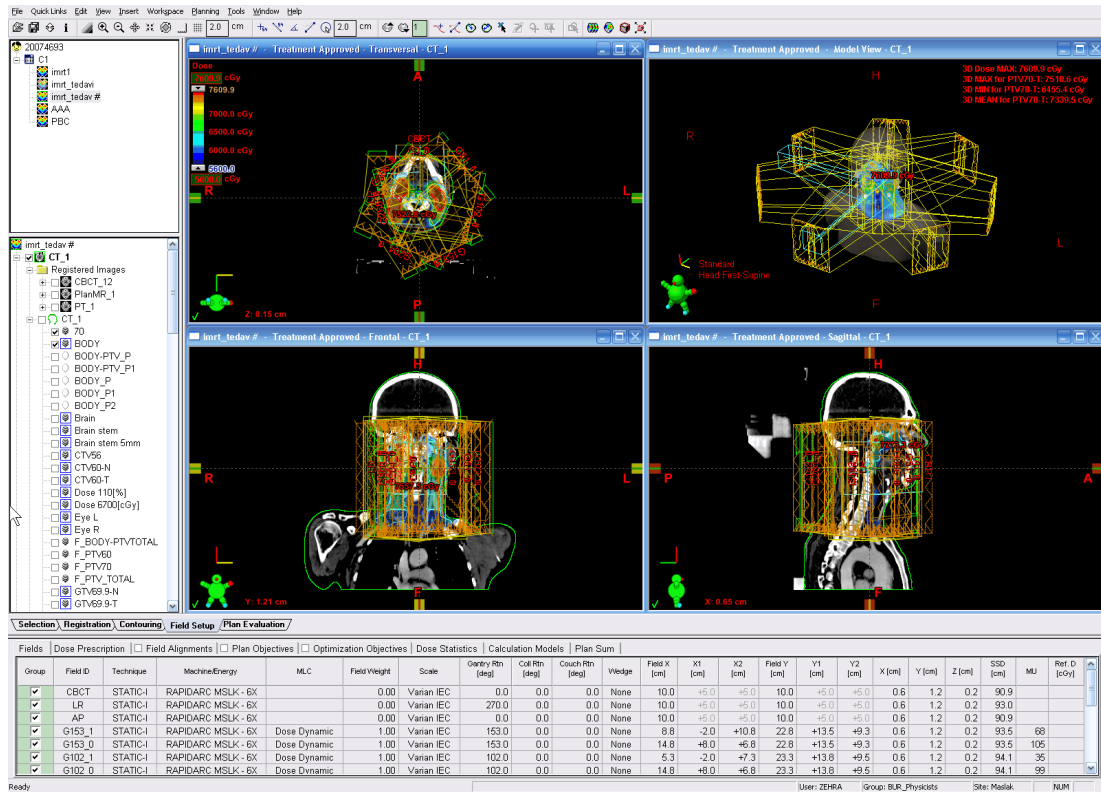 File QuickLinks Edit View Insert Workspace Planning Tools Window Help
2.0 cm 2.0 cm 1
20074693
C1
imrt1
imrt_tedavi
imrt_tedav #
AAA
PBC
imrt_tedav #
CT_1
Registered Images
CBCT_12
PlanMR_1
PT_1
CT_1
70
BODY
BODY-PTV_P
BODY-PTV_P1
BODY_P
BODY_P1
BODY_P2
Brain
Brain stem
Brain stem 5mm
CTV56
CTV60-N
CTV60-T
Dose 110[%]
Dose 6700[cGy]
Eye L
Eye R
F_BODY-PTVTOTAL
F_PTV60
F_PTV70
F_PTV_TOTAL
GTV69.9-N
GTV69.9-T
imrt_tedav # - Treatment Approved - Transversal - CT_1
Dose
7609.9 cGy
7609.9
7000.0 cGy
6500.0 cGy
6000.0 cGy
5600.0
5600.0 cGy
A
R
L
P
Z: 0.15 cm
imrt_tedav # - Treatment Approved - Model View - CT_1
3D Dose MAX: 7609.9 cGy
3D MAX for PTV70-T: 7510.6 cGy
3D MIN for PTV70-T: 6455.4 cGy
3D MEAN for PTV70-T: 7339.5 cGy
H
R
7609.9 cGy
L
Standard
Head First-Supine
F
imrt_tedav # - Treatment Approved - Frontal - CT_1
H
R
L
F
Y: 1.21 cm
imrt_tedav # - Treatment Approved - Sagittal - CT_1
H
P
A
F
X: 0.65 cm
Selection Registration Contouring Field Setup Plan Evaluation
Fields Dose Prescription Field Alignments Plan Objectives Optimization Objectives Dose Statistics Calculation Models Plan Sum
Group Field ID Technique Machine/Energy MLC Field Weight Scale Gantry Rtn [deg] Coll Rtn [deg] Couch Rtn [deg] Wedge Field X [cm] X1 [cm] X2 [cm] Field Y [cm] Y1 [cm] Y2 [cm] X [cm] Y [cm] Z [cm] SSD [cm] MU Ref. D [cGy]
CBCT STATIC-I RAPIDARC MSLK - 6X 0.00 Varian IEC 0.0 0.0 0.0 None 10.0 +5.0 +5.0 10.0 +5.0 +5.0 0.6 1.2 0.2 90.9
LR STATIC-I RAPIDARC MSLK - 6X 0.00 Varian IEC 270.0 0.0 0.0 None 10.0 +5.0 +5.0 10.0 +5.0 +5.0 0.6 1.2 0.2 93.0
AP STATIC-I RAPIDARC MSLK - 6X 0.00 Varian IEC 0.0 0.0 0.0 None 10.0 +5.0 +5.0 10.0 +5.0 +5.0 0.6 1.2 0.2 90.9
G153_1 STATIC-I RAPIDARC MSLK - 6X Dose Dynamic 1.00 Varian IEC 153.0 0.0 0.0 None 8.8 -2.0 +10.8 22.8 +13.5 +9.3 0.6 1.2 0.2 93.5 68
G153_0 STATIC-I RAPIDARC MSLK - 6X Dose Dynamic 1.00 Varian IEC 153.0 0.0 0.0 None 14.8 +8.0 +6.8 22.8 +13.5 +9.3 0.6 1.2 0.2 93.5 105
G102_1 STATIC-I RAPIDARC MSLK - 6X Dose Dynamic 1.00 Varian IEC 102.0 0.0 0.0 None 5.3 -2.0 +7.3 23.3 +13.8 +9.5 0.6 1.2 0.2 94.1 35
G102_0 STATIC-I RAPIDARC MSLK - 6X Dose Dynamic 1.00 Varian IEC 102.0 0.0 0.0 None 14.8 +8.0 +6.8 23.3 +13.8 +9.5 0.6 1.2 0.2 94.1 99
Ready User: ZEHRA Group: BUR_Physicists Site: Maslak NUM